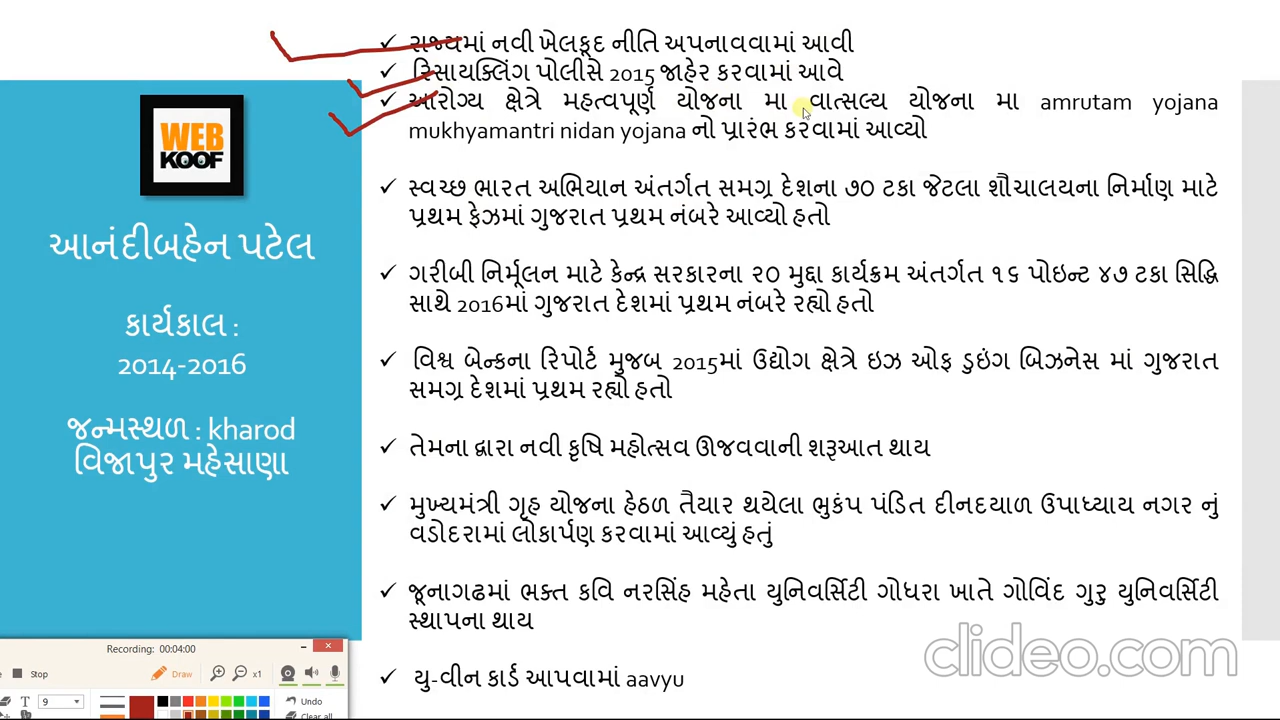 રાજ્યમાં નવી ખેલકૂદ નીતિ અપનાવવામાં આવી
રિસાયક્લિંગ પોલીસે 2015 જાહેર કરવામાં આવે
આરોગ્ય ક્ષેત્રે મહત્વપૂર્ણ યોજના મા વાત્સલ્ય યોજના મા amrutam yojana
mukhyamantri nidan yojana નો પ્રારંભ કરવામાં આવ્યો
સ્વચ્છ ભારત અભિયાન અંતર્ગત સમગ્ર દેશના ૭૦ ટકા જેટલા શૌચાલયના નિર્માણ માટે
પ્રથમ ફેઝમાં ગુજરાત પ્રથમ નંબરે આવ્યો હતો
ગરીબી નિર્મૂલન માટે કેન્દ્ર સરકારના ૨૦ મુદ્દા કાર્યક્રમ અંતર્ગત ૧૬ પોઇન્ટ ૪૭ ટકા સિદ્ધિ
સાથે 2016માં ગુજરાત દેશમાં પ્રથમ નંબરે રહ્યો હતો
વિશ્વ બેન્કના રિપોર્ટ મુજબ 2015માં ઉદ્યોગ ક્ષેત્રે ઇઝ ઓફ ડુઇંગ બિઝનેસ માં ગુજરાત
સમગ્ર દેશમાં પ્રથમ રહ્યો હતો
તેમના દ્વારા નવી કૃષિ મહોત્સવ ઊજવવાની શરૂઆત થાય
મુખ્યમંત્રી ગૃહ યોજના હેઠળ તૈયાર થયેલા ભુકંપ પંડિત દીનદયાળ ઉપાધ્યાય નગર નું
વડોદરામાં લોકાર્પણ કરવામાં આવ્યું હતું
જૂનાગઢમાં ભક્ત કવિ નરસિંહ મહેતા યુનિવર્સિટી ગોધરા ખાતે ગોવિંદ ગુરુ યુનિવર્સિટી
સ્થાપના થાય
યુ-વીન કાર્ડ આપવામાં aavyu
WEB
KOOF
આનંદીબહેન પટેલ
કાર્યકાલ :
2014-2016
જન્મસ્થળ : kharod
વિજાપુર મહેસાણા
Recording: 00:04:00
Stop
Draw
x1
T
9
Undo
Clear all
clideo.com